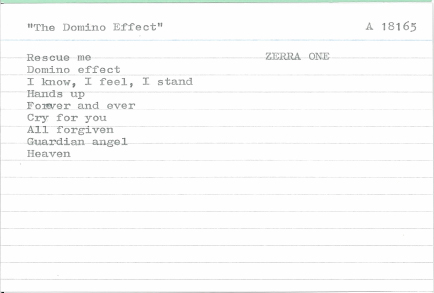 "The Domino Effect" A 18165
Rescue me ZERRA ONE
Domino effect
I know, I feel, I stand
Hands up
Forever and ever
Cry for you
All forgiven
Guardian angel
Heaven